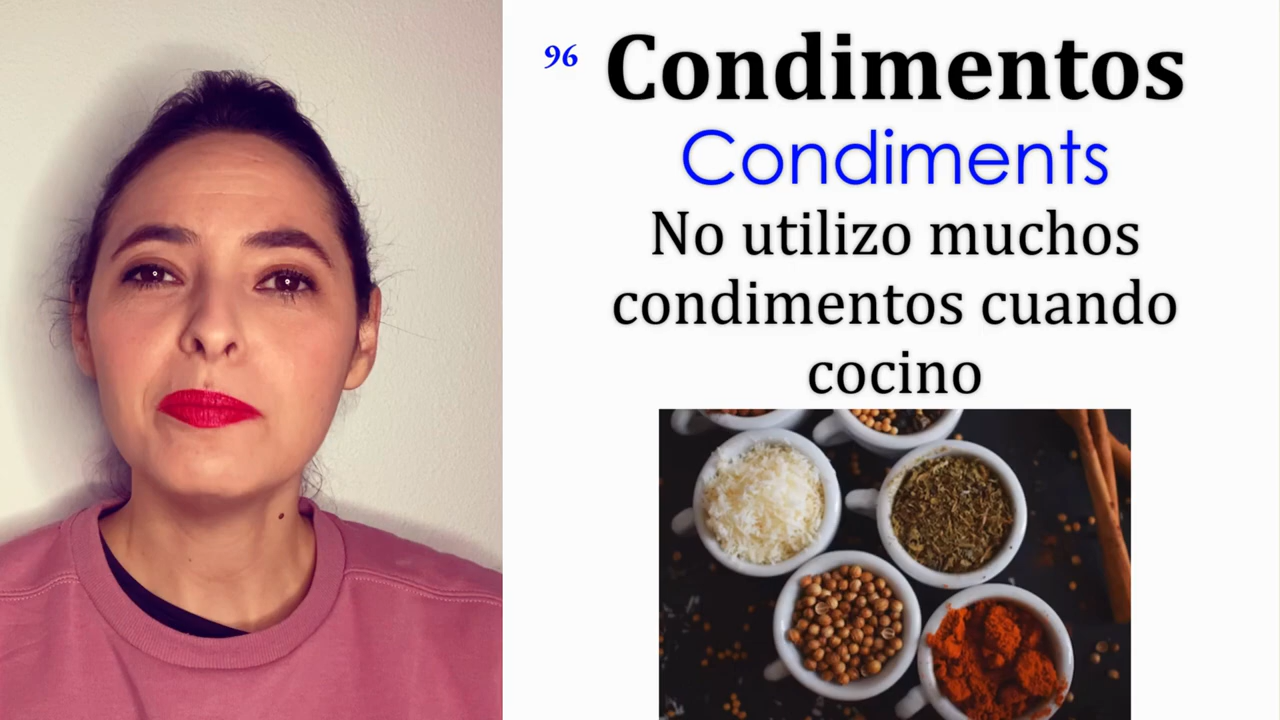 96
Condimentos
Condiments
No utilizo muchos
condimentos cuando
cocino